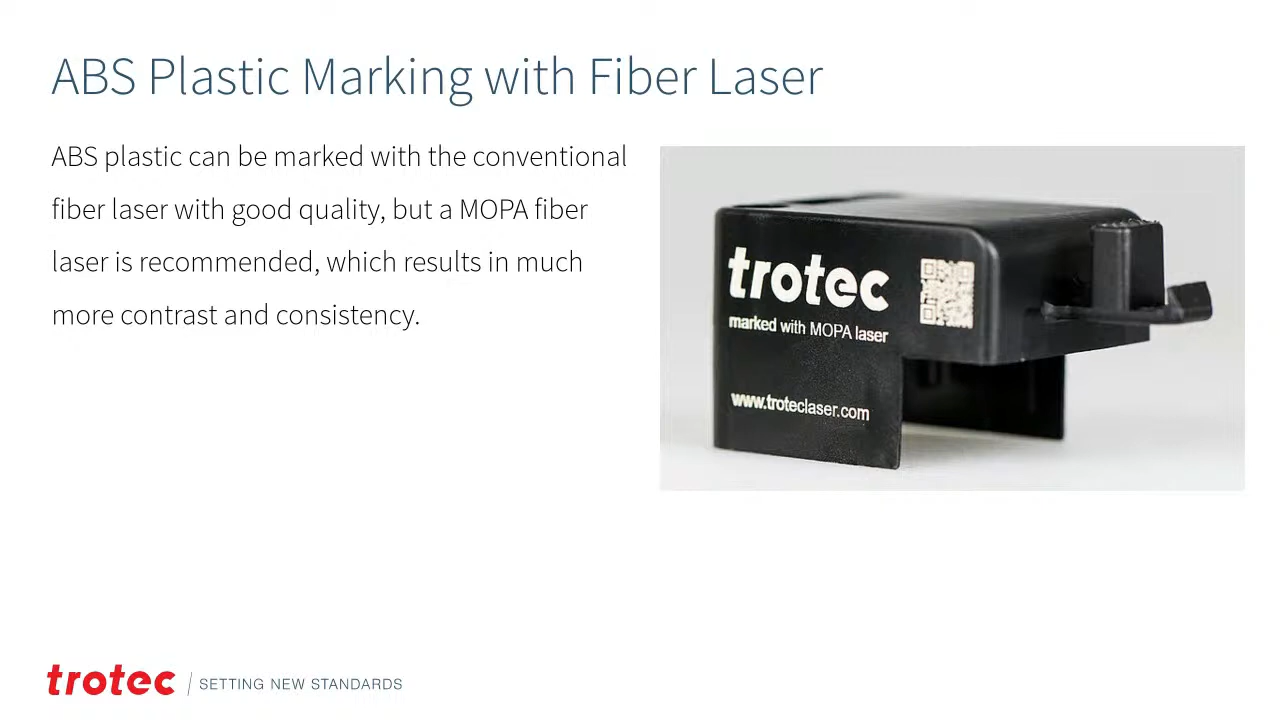 ABS Plastic Marking with Fiber Laser
ABS plastic can be marked with the conventional
fiber laser with good quality, but a MOPA fiber
laser is recommended, which results in much
more contrast and consistency.
trotec
marked with MOPA laser
www.troteclaser.com
trotec
SETTING NEW STANDARDS